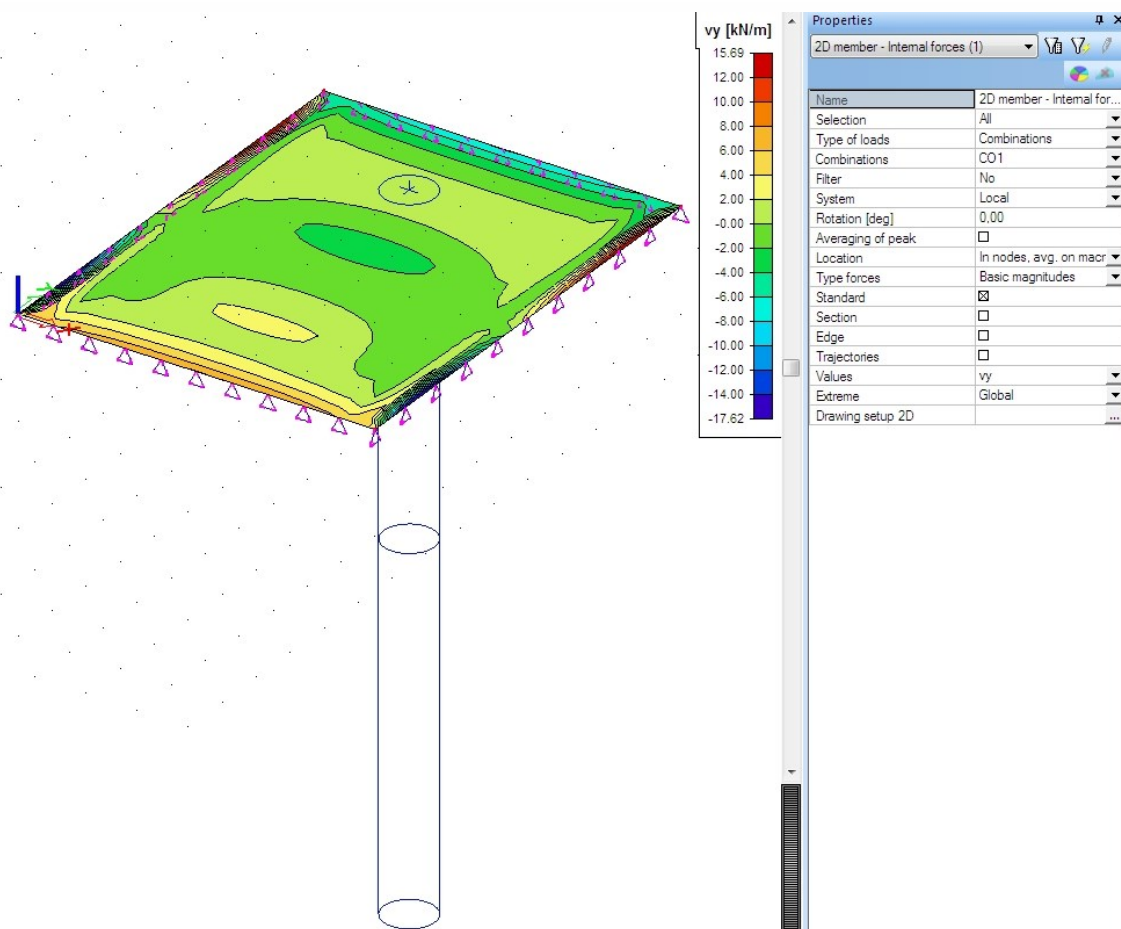 vy [kN/m]
15.69
12.00
10.00
8.00
6.00
4.00
2.00
-0.00
-2.00
-4.00
-6.00
-8.00
-10.00
-12.00
-14.00
-17.62
Properties
2D member - Internal forces (1)
Name 2D member - Internal for...
Selection All
Type of loads Combinations
Combinations CO1
Filter No
System Local
Rotation [deg] 0,00
Averaging of peak
Location In nodes, avg. on macr
Type forces Basic magnitudes
Standard
Section
Edge
Trajectories
Values vy
Extreme Global
Drawing setup 2D ...